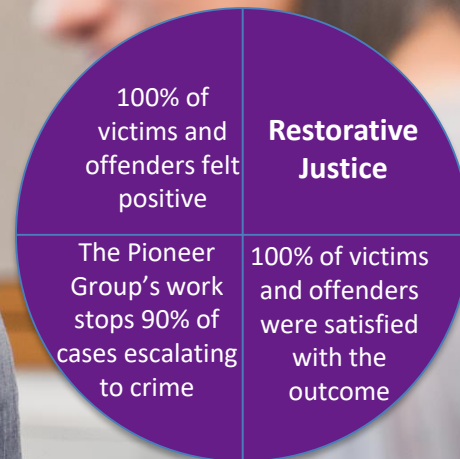 100% of
victims and
offenders felt
positive
Restorative
Justice
The Pioneer
Group’s work
stops 90% of
cases escalating
to crime
100% of victims
and offenders
were satisfied
with the
outcome